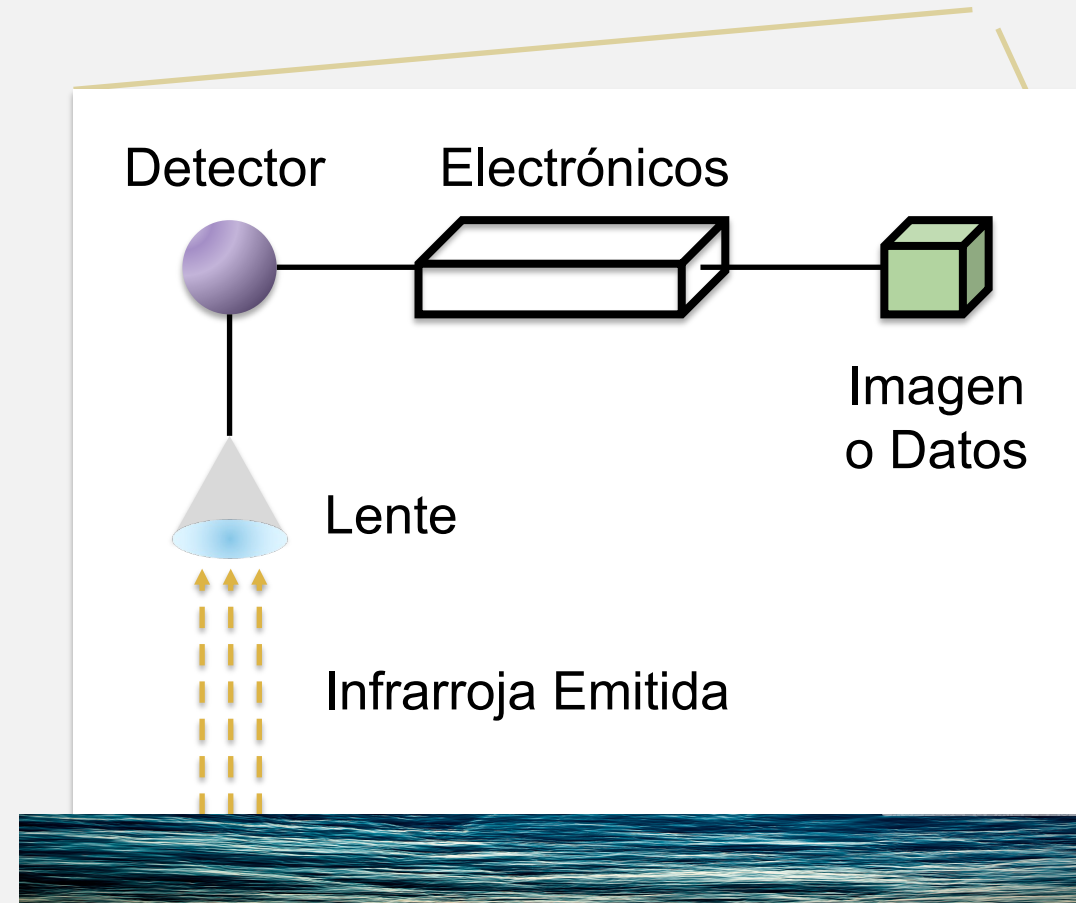 Detector
Electrónicos
Imagen
o Datos
Lente
Infrarroja Emitida